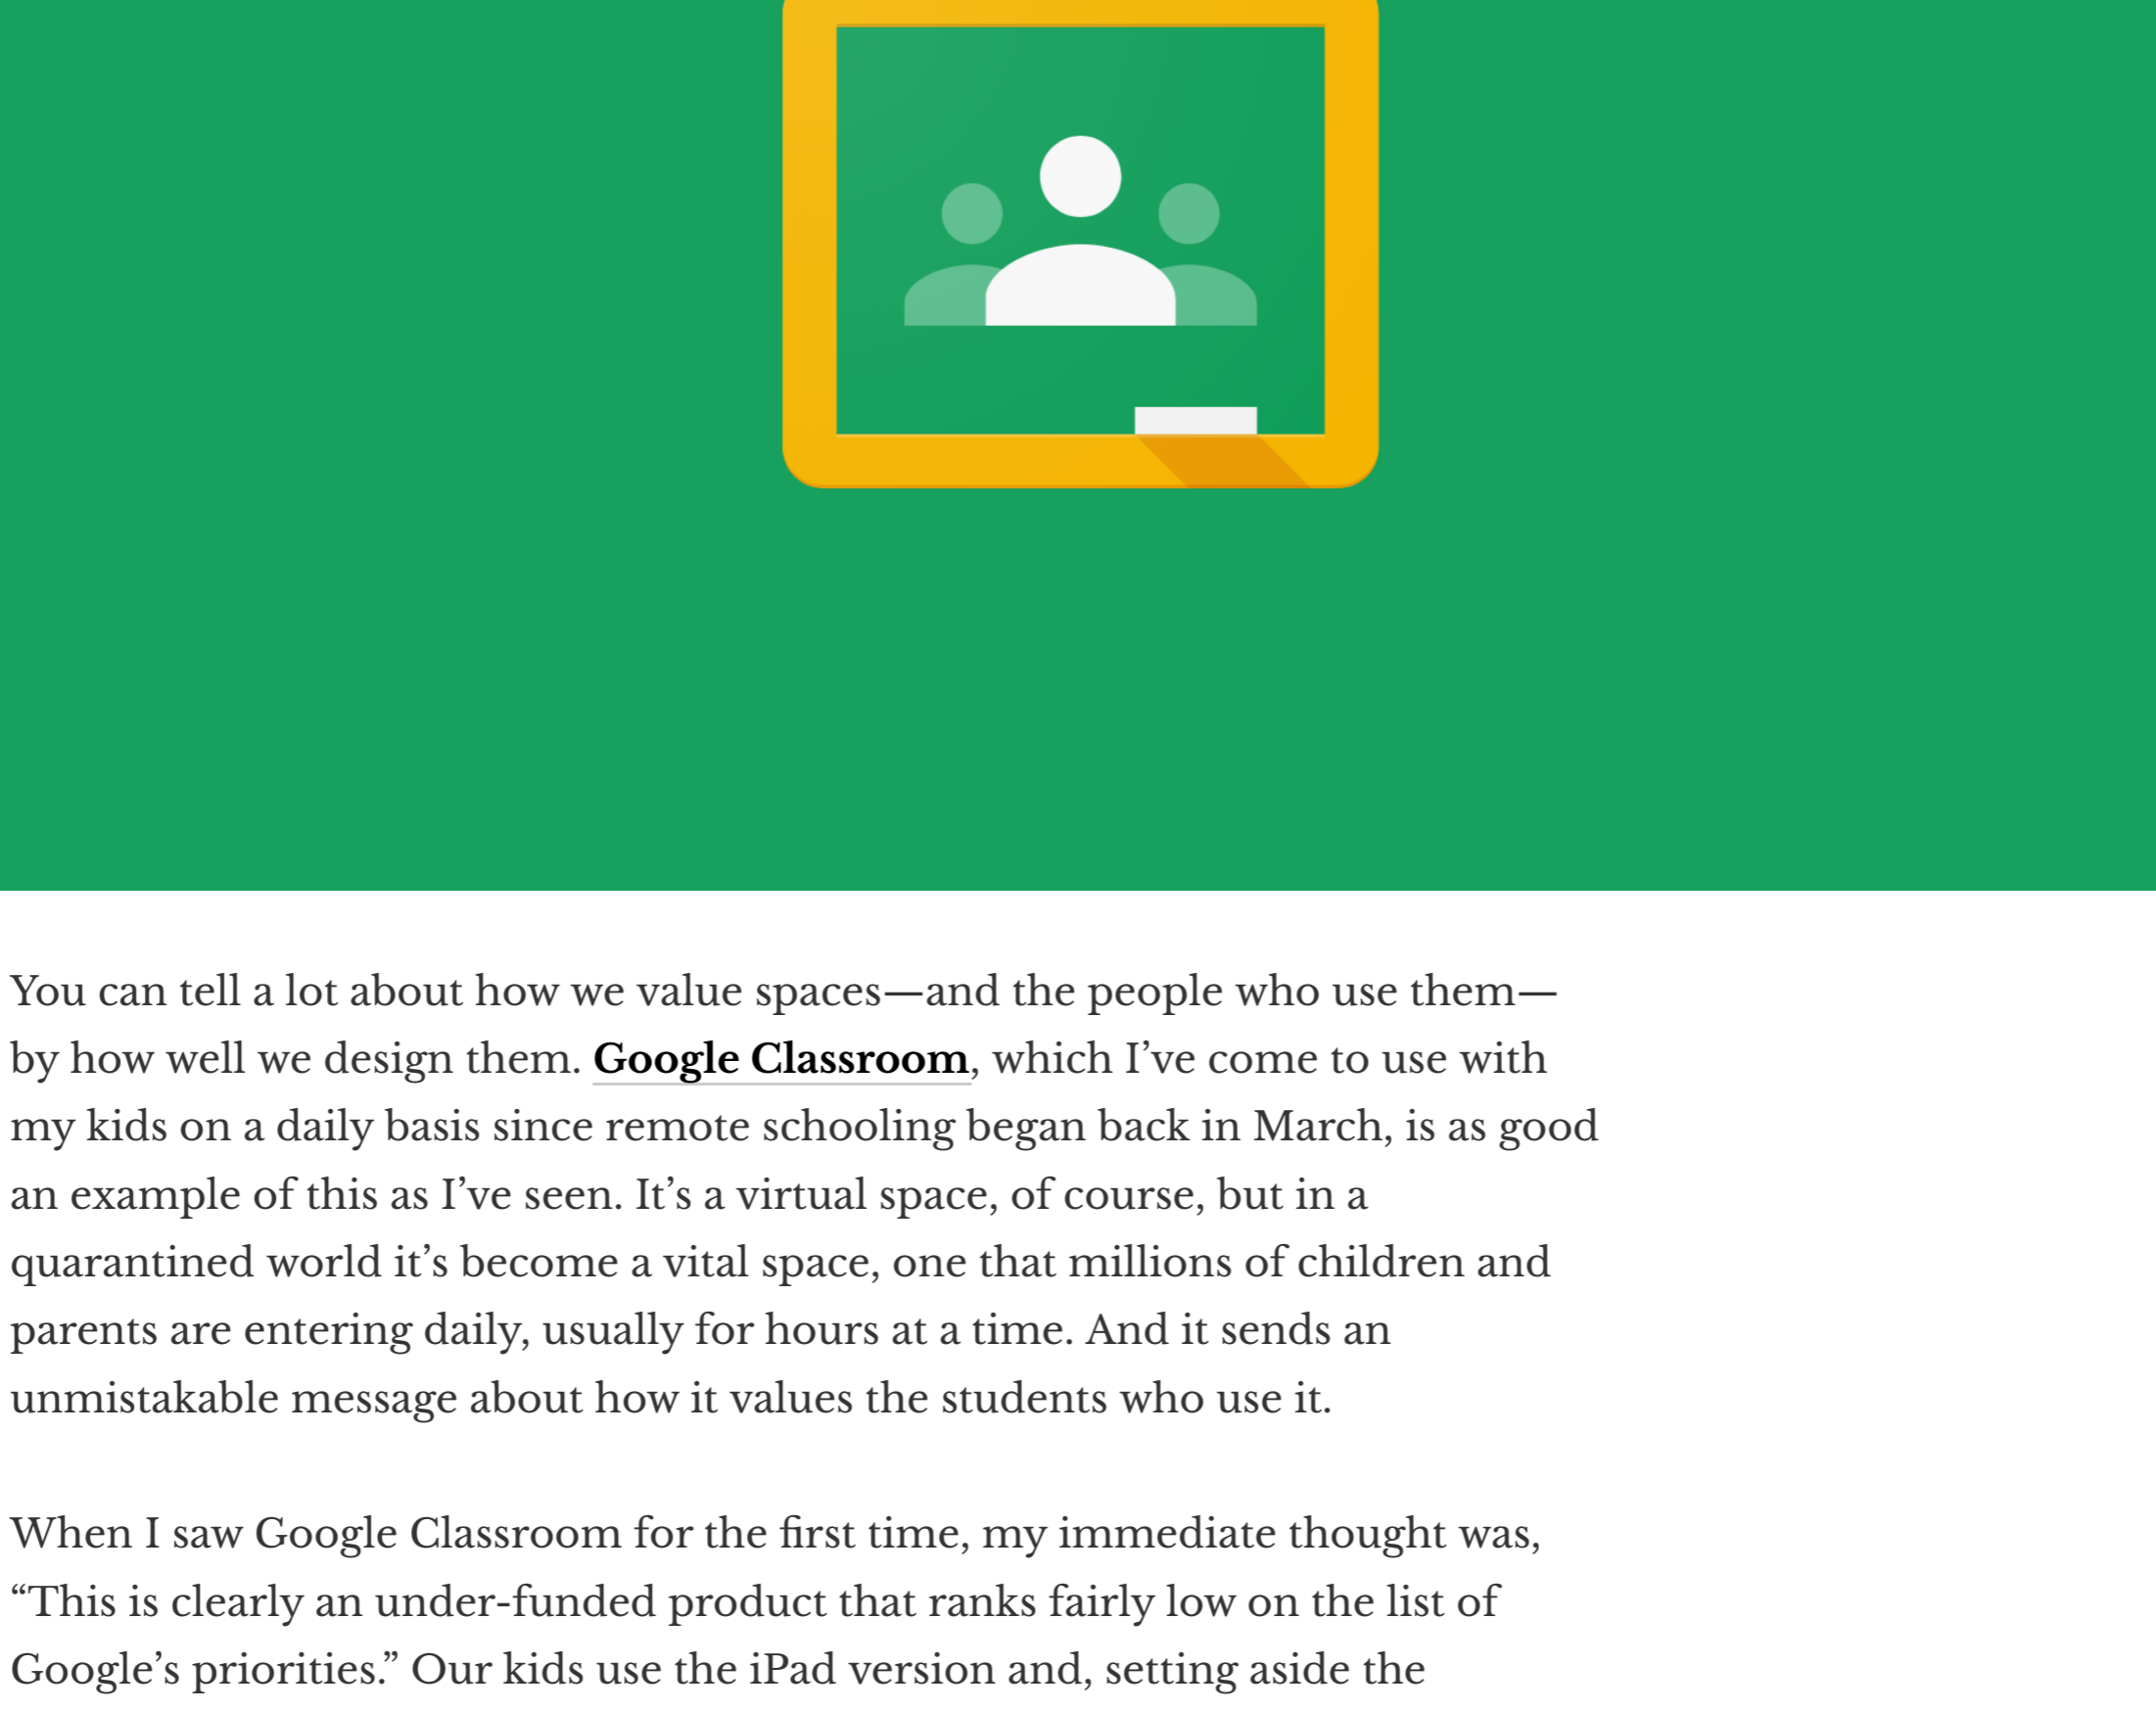 You can tell a lot about how we value spaces—and the people who use them—
by how well we design them. Google Classroom, which I’ve come to use with
my kids on a daily basis since remote schooling began back in March, is as good
an example of this as I’ve seen. It’s a virtual space, of course, but in a
quarantined world it’s become a vital space, one that millions of children and
parents are entering daily, usually for hours at a time. And it sends an
unmistakable message about how it values the students who use it.
When I saw Google Classroom for the first time, my immediate thought was,
“This is clearly an under-funded product that ranks fairly low on the list of
Google’s priorities.” Our kids use the iPad version and, setting aside the